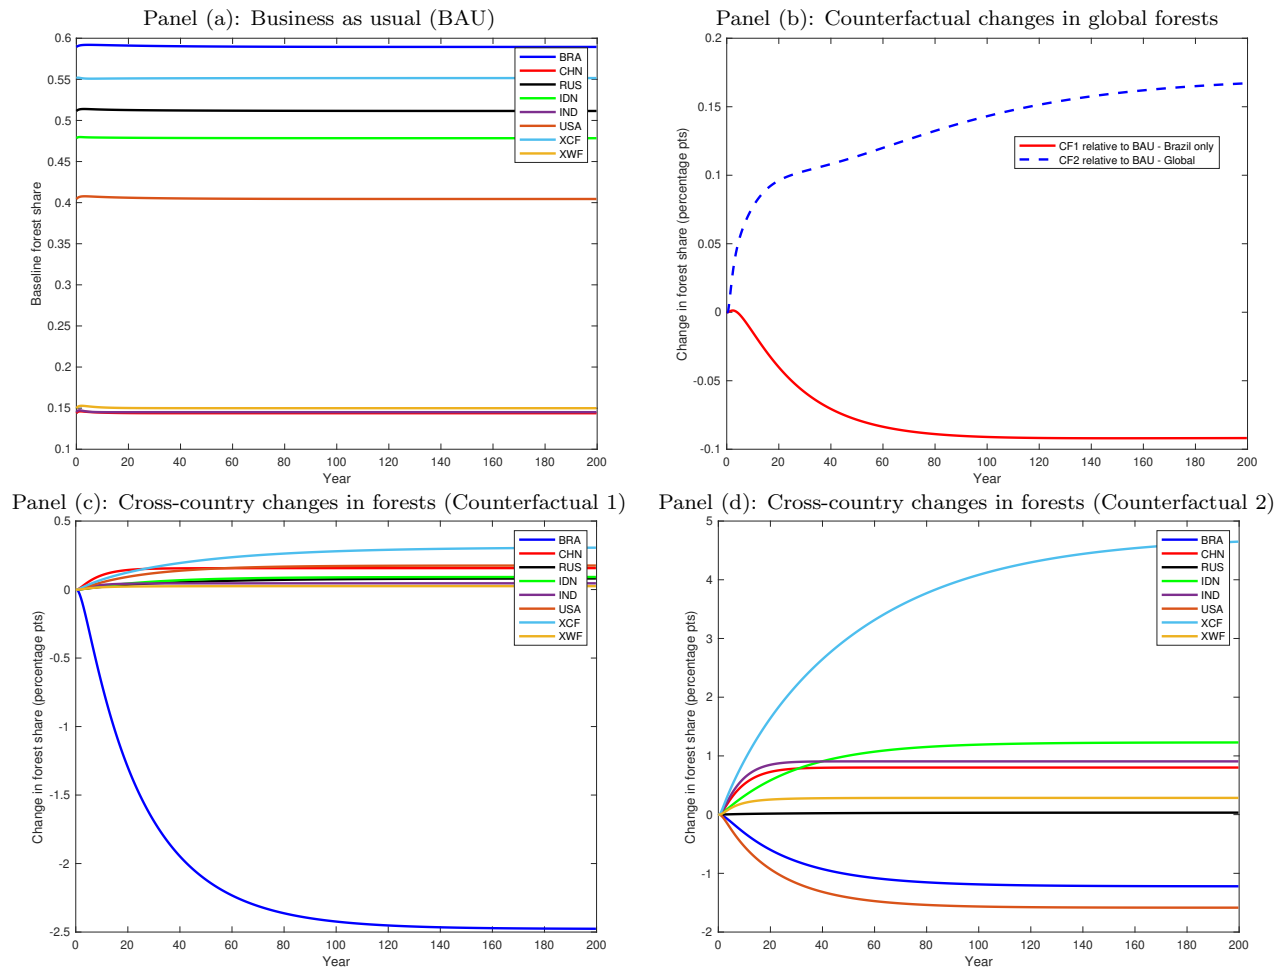 Panel (a): Business as usual (BAU)
0.6
0.55
0.5
0.45
0.4
0.35
0.3
0.25
0.2
0.15
0.1
Baseline forest share
0 20 40 60 80 100 120 140 160 180 200
Year
BRA
CHN
RUS
IDN
IND
USA
XCF
XWF
Panel (b): Counterfactual changes in global forests
0.2
0.15
0.1
0.05
0
-0.05
-0.1
Change in forest share (percentage pts)
0 20 40 60 80 100 120 140 160 180 200
Year
CF1 relative to BAU - Brazil only
CF2 relative to BAU - Global
Panel (c): Cross-country changes in forests (Counterfactual 1)
0.5
0
-0.5
-1
-1.5
-2
-2.5
Change in forest share (percentage pts)
0 20 40 60 80 100 120 140 160 180 200
Year
BRA
CHN
RUS
IDN
IND
USA
XCF
XWF
Panel (d): Cross-country changes in forests (Counterfactual 2)
5
4
3
2
1
0
-1
-2
Change in forest share (percentage pts)
0 20 40 60 80 100 120 140 160 180 200
Year
BRA
CHN
RUS
IDN
IND
USA
XCF
XWF